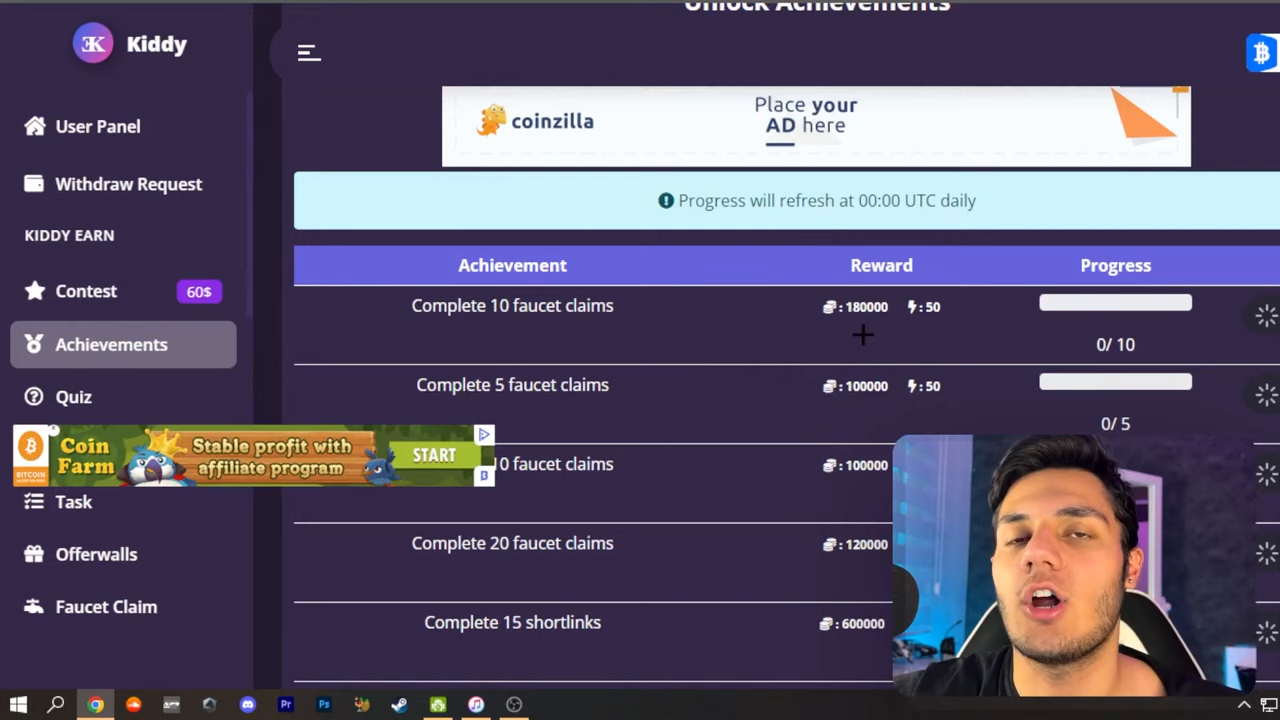 Unlock Achievements
Kiddy
coinzilla
Place your
AD here
User Panel
Withdraw Request
KIDDY EARN
Contest 60$
Achievements
Quiz
Task
Offerwalls
Faucet Claim
Progress will refresh at 00:00 UTC daily
Achievement Reward Progress
Complete 10 faucet claims : 180000 : 50
0/ 10
Complete 5 faucet claims : 100000 : 50
0/ 5
0 faucet claims : 100000
Complete 20 faucet claims : 120000
Complete 15 shortlinks : 600000
Coin
Farm
Stable profit with
affiliate program
START